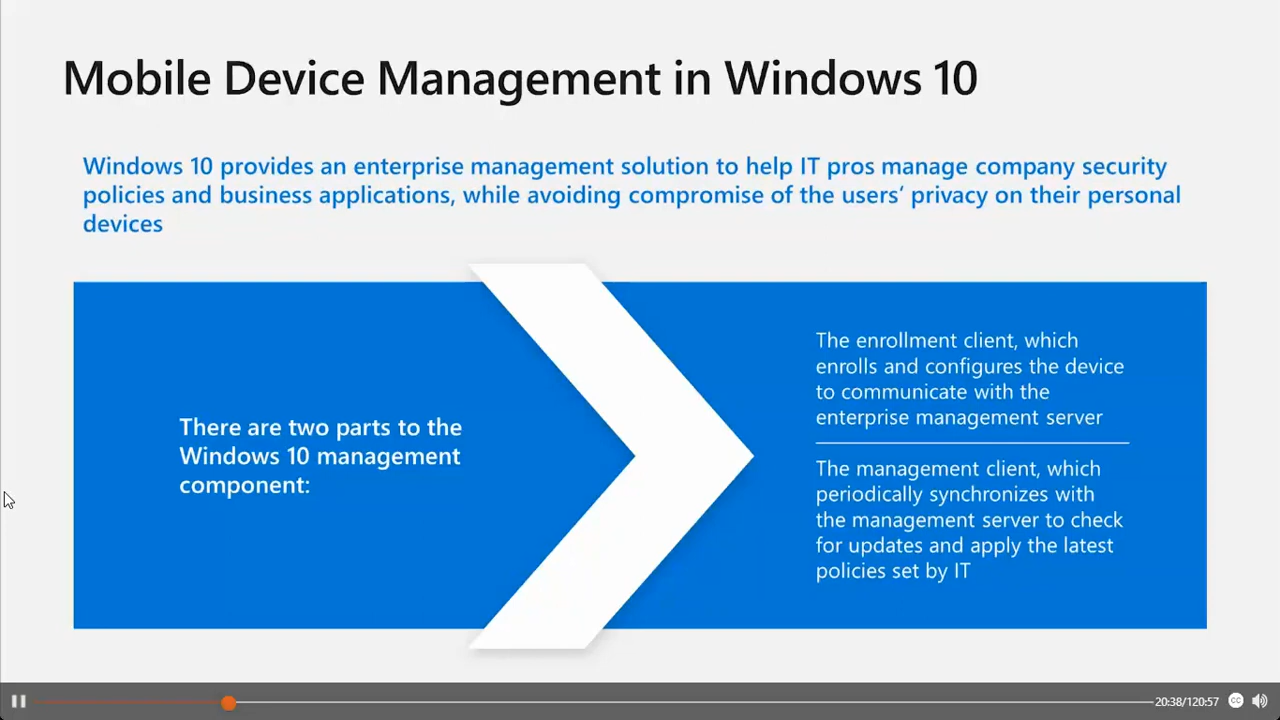 Mobile Device Management in Windows 10
Windows 10 provides an enterprise management solution to help IT pros manage company security
policies and business applications, while avoiding compromise of the users’ privacy on their personal
devices
There are two parts to the
Windows 10 management
component:
The enrollment client, which
enrolls and configures the device
to communicate with the
enterprise management server
The management client, which
periodically synchronizes with
the management server to check
for updates and apply the latest
policies set by IT
20:38/120:57
CC